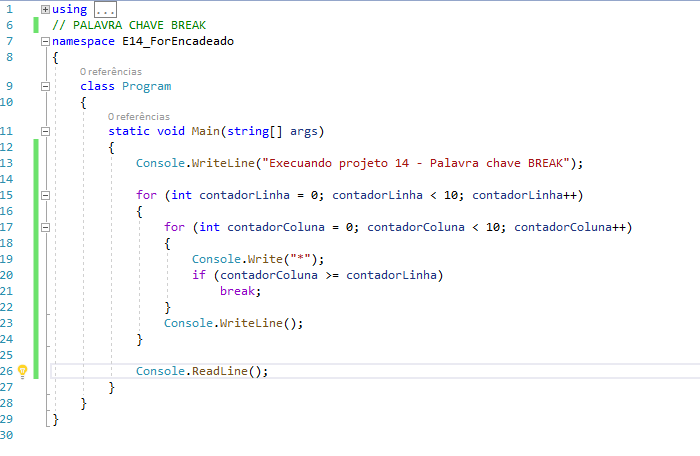 1 using ...
6 // PALAVRA CHAVE BREAK
7 namespace E14_ForEncadeado
8 {
0 referências
9 class Program
10 {
0 referências
11 static void Main(string[] args)
12 {
13 Console.WriteLine("Execuando projeto 14 - Palavra chave BREAK");
14
15 for (int contadorLinha = 0; contadorLinha < 10; contadorLinha++)
16 {
17 for (int contadorColuna = 0; contadorColuna < 10; contadorColuna++)
18 {
19 Console.Write("*");
20 if (contadorColuna >= contadorLinha)
21 break;
22 }
23 Console.WriteLine();
24 }
25
26 Console.ReadLine();
27 }
28 }
29 }
30